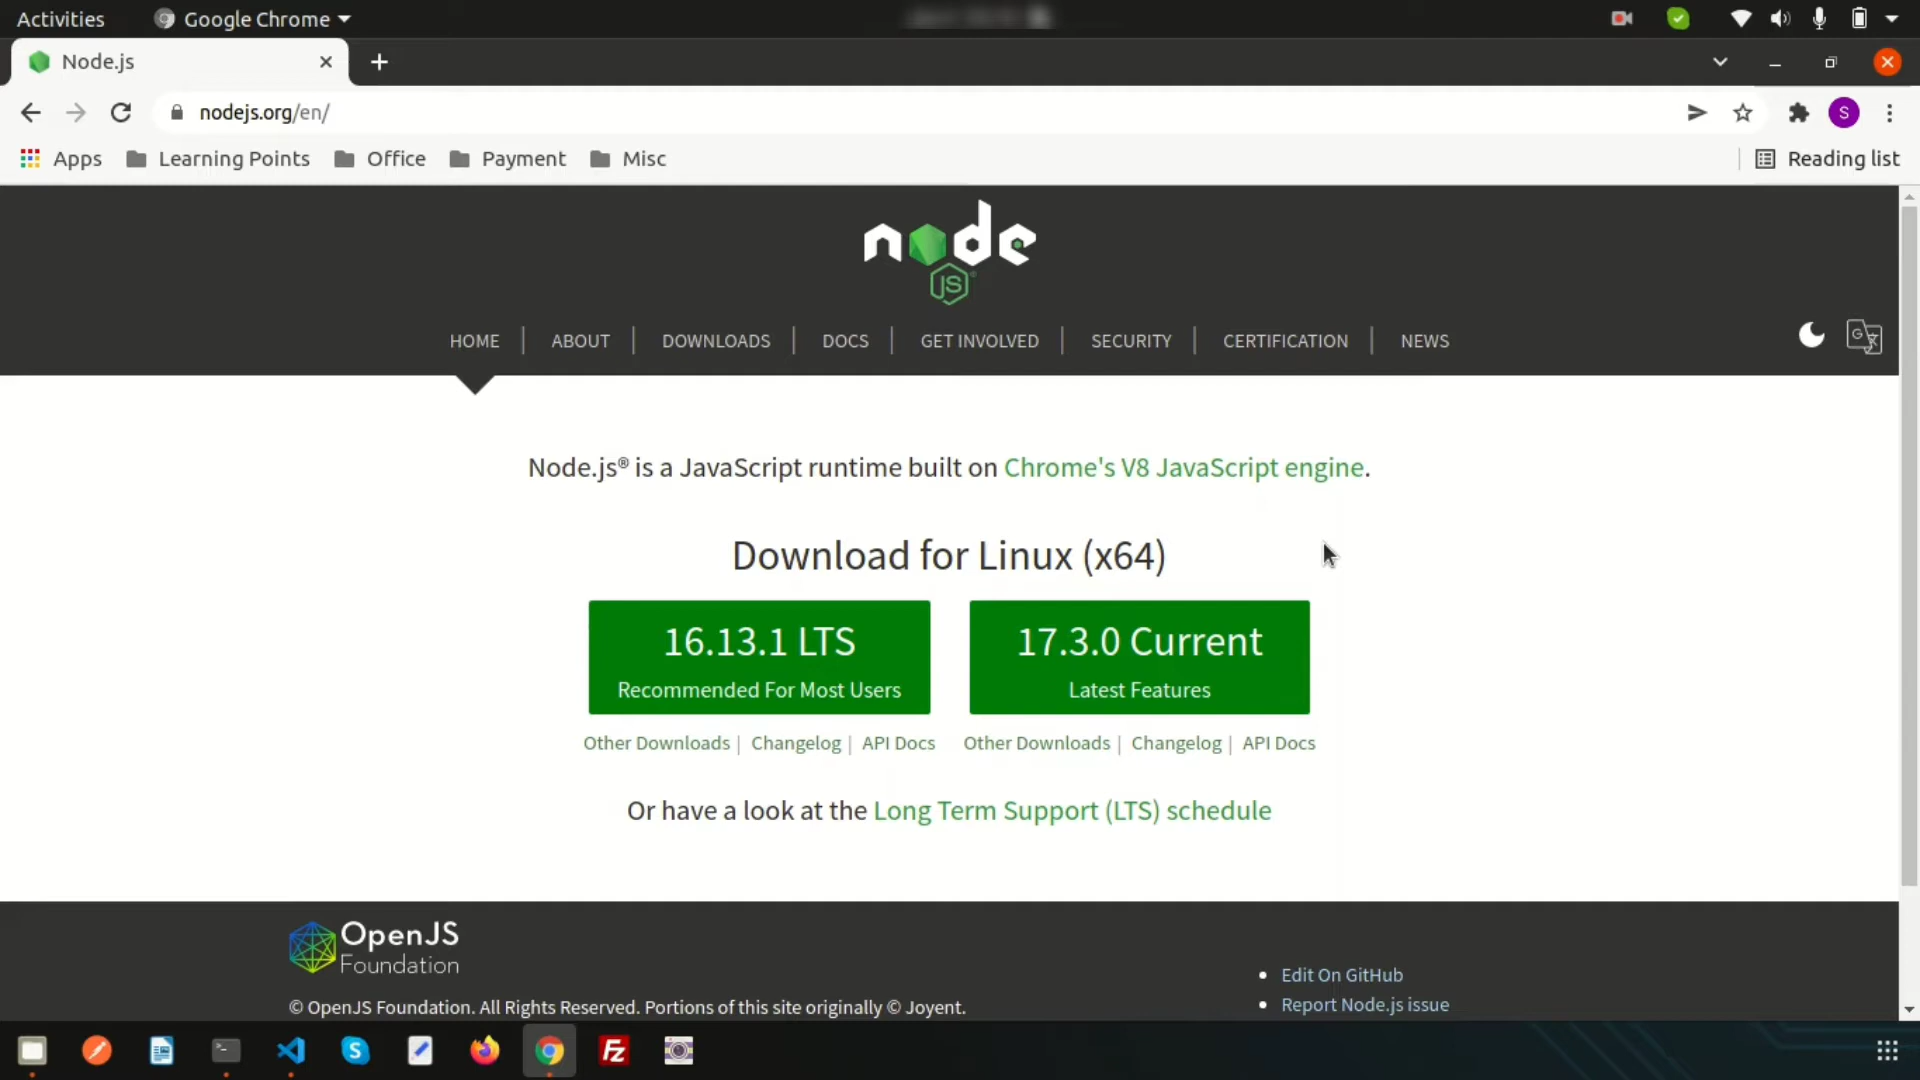 Activities
Google Chrome
Node.js
nodejs.org/en/
S
Apps
Learning Points
Office
Payment
Misc
Reading list
node
JS
HOME
ABOUT
DOWNLOADS
DOCS
GET INVOLVED
SECURITY
CERTIFICATION
NEWS
Node.js® is a JavaScript runtime built on Chrome's V8 JavaScript engine.
Download for Linux (x64)
16.13.1 LTS
Recommended For Most Users
17.3.0 Current
Latest Features
Other Downloads | Changelog | API Docs
Other Downloads | Changelog | API Docs
Or have a look at the Long Term Support (LTS) schedule
OpenJS
Foundation
© OpenJS Foundation. All Rights Reserved. Portions of this site originally © Joyent.
Edit On GitHub
Report Node.js issue